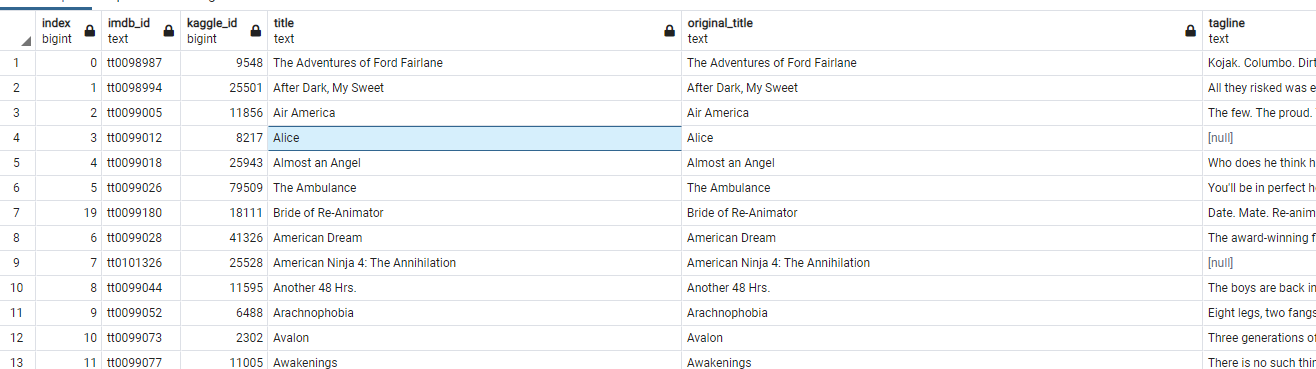 index imdb_id kaggle_id title original_title tagline
bigint text bigint text text text
1 0 tt0098987 9548 The Adventures of Ford Fairlane The Adventures of Ford Fairlane Kojak. Columbo. Dirt
2 1 tt0098994 25501 After Dark, My Sweet After Dark, My Sweet All they risked was e
3 2 tt0099005 11856 Air America Air America The few. The proud.
4 3 tt0099012 8217 Alice Alice [null]
5 4 tt0099018 25943 Almost an Angel Almost an Angel Who does he think h
6 5 tt0099026 79509 The Ambulance The Ambulance You'll be in perfect h
7 19 tt0099180 18111 Bride of Re-Animator Bride of Re-Animator Date. Mate. Re-anim
8 6 tt0099028 41326 American Dream American Dream The award-winning f
9 7 tt0101326 25528 American Ninja 4: The Annihilation American Ninja 4: The Annihilation [null]
10 8 tt0099044 11595 Another 48 Hrs. Another 48 Hrs. The boys are back in
11 9 tt0099052 6488 Arachnophobia Arachnophobia Eight legs, two fangs
12 10 tt0099073 2302 Avalon Avalon Three generations of
13 11 tt0099077 11005 Awakenings Awakenings There is no such thin